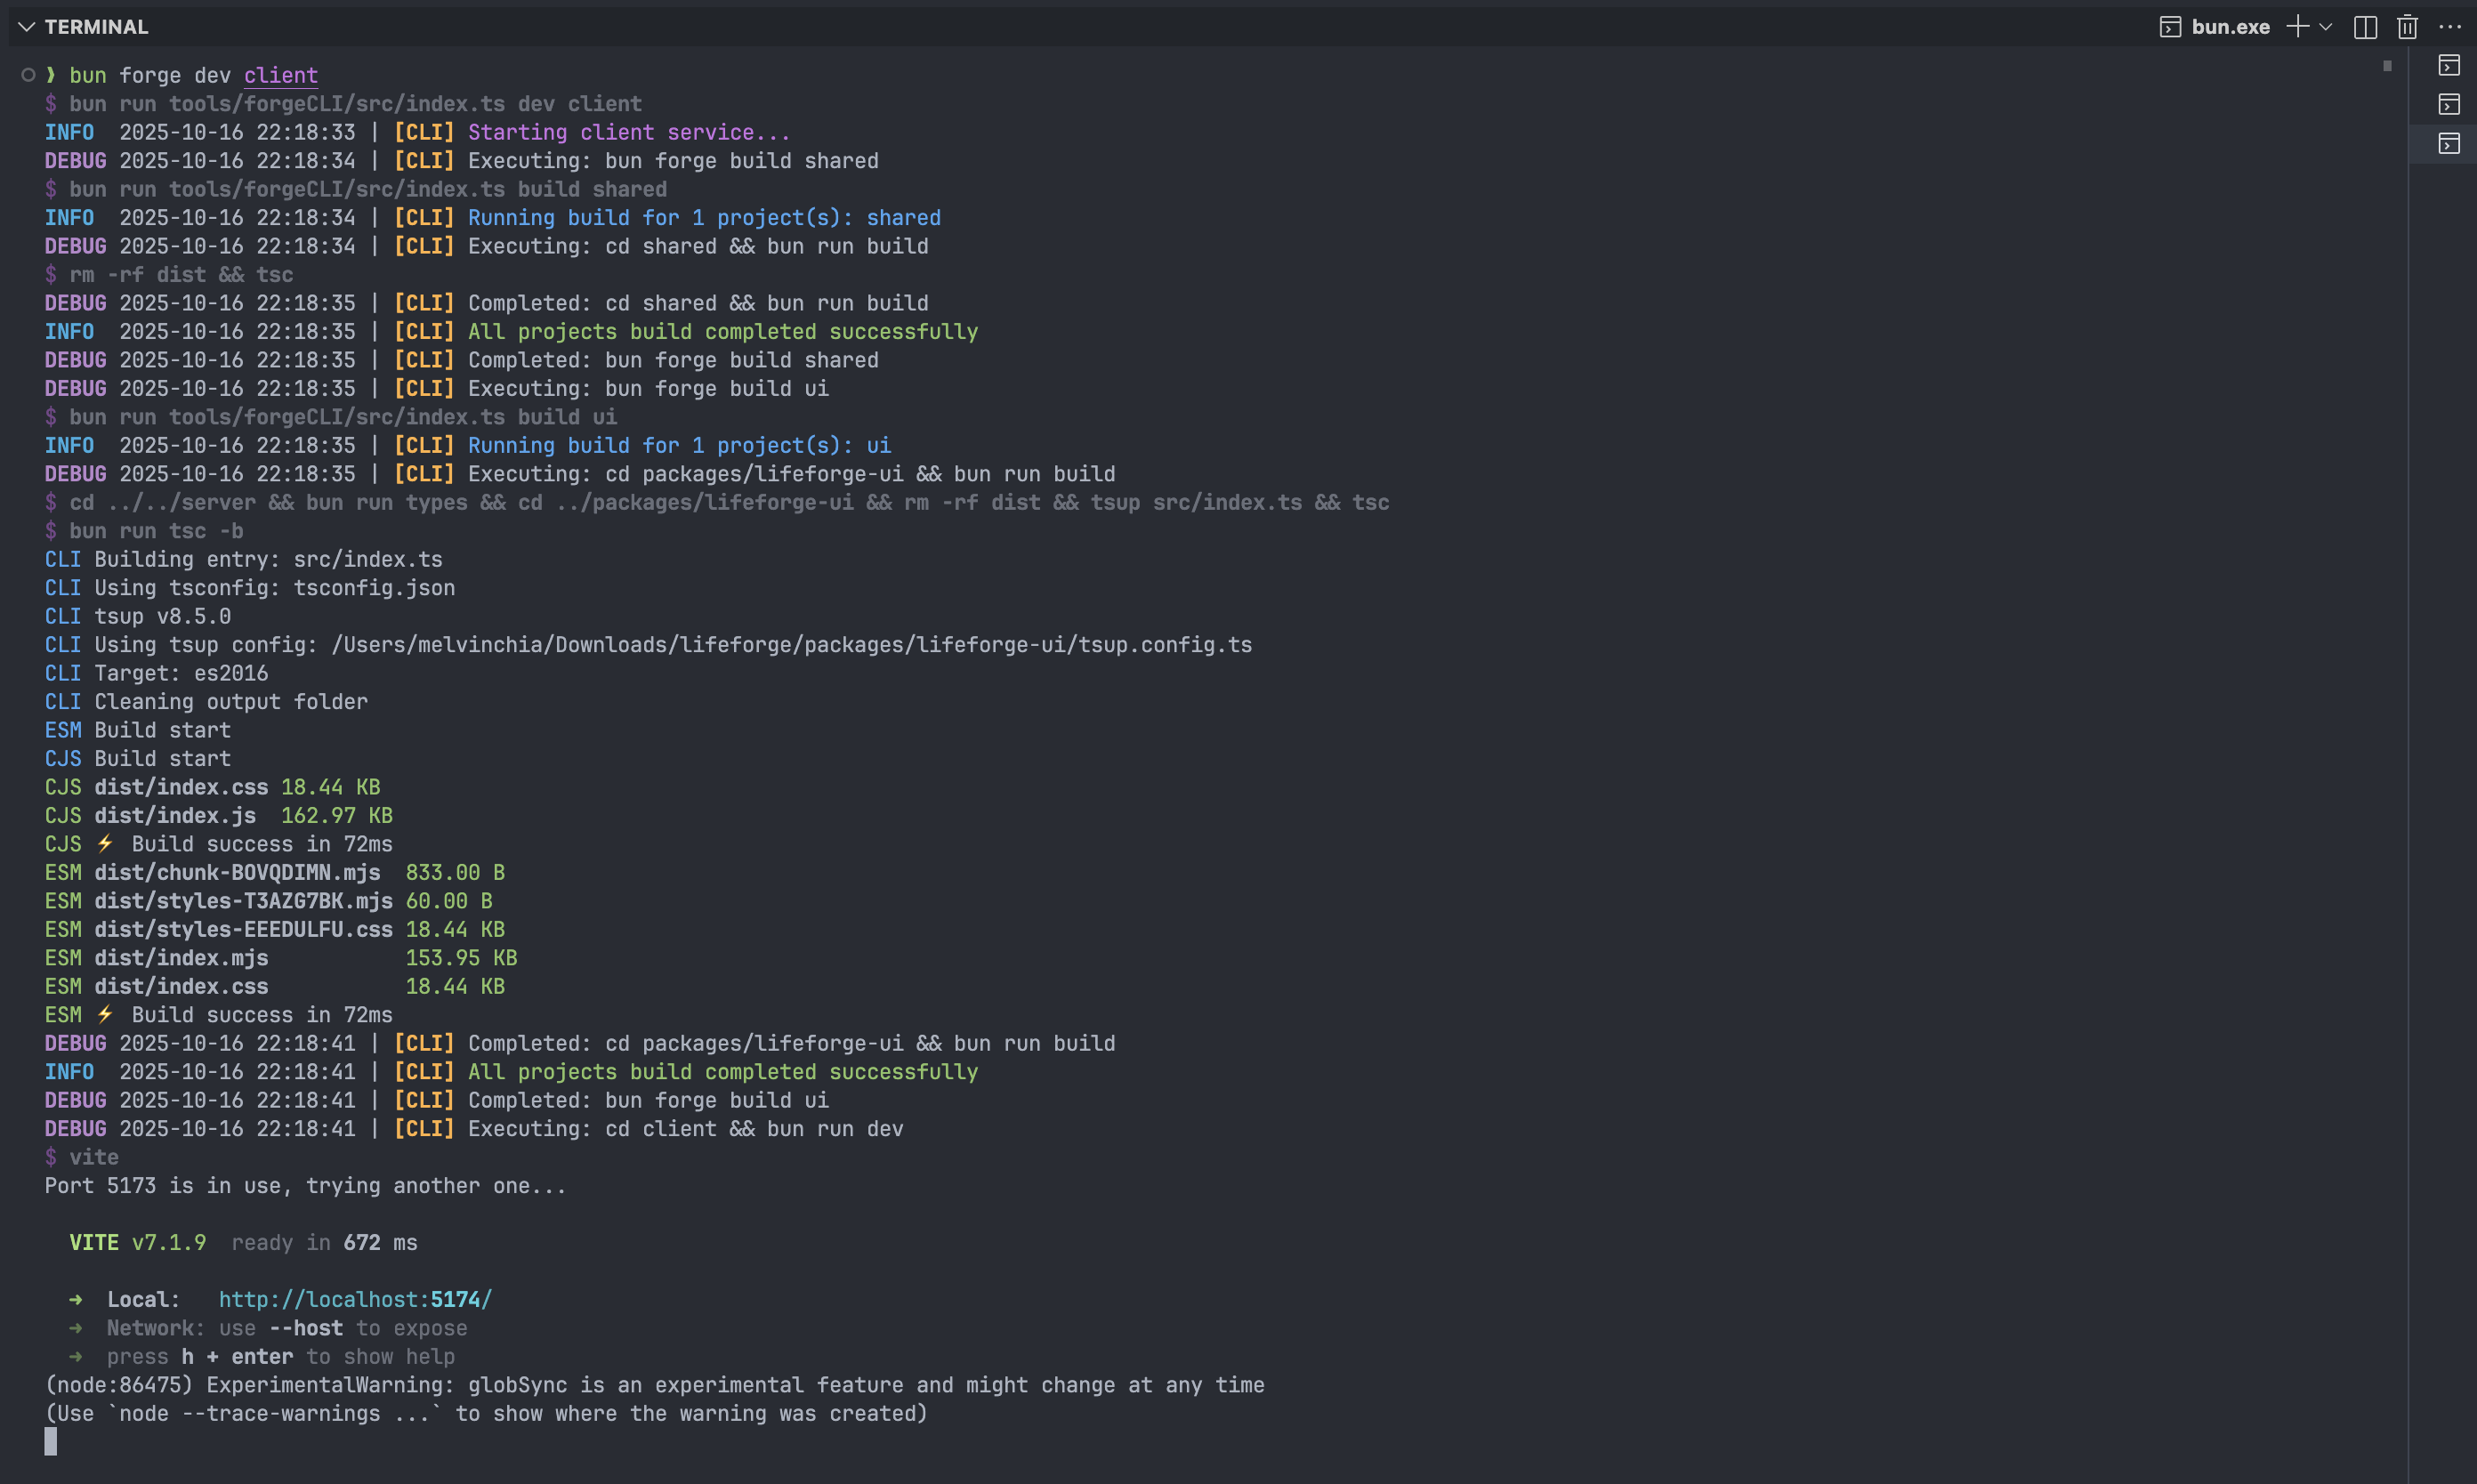 TERMINAL
bun.exe
❯ bun forge dev client
$ bun run tools/forgeCLI/src/index.ts dev client
INFO  2025-10-16 22:18:33 | [CLI] Starting client service...
DEBUG 2025-10-16 22:18:34 | [CLI] Executing: bun forge build shared
$ bun run tools/forgeCLI/src/index.ts build shared
INFO  2025-10-16 22:18:34 | [CLI] Running build for 1 project(s): shared
DEBUG 2025-10-16 22:18:34 | [CLI] Executing: cd shared && bun run build
$ rm -rf dist && tsc
DEBUG 2025-10-16 22:18:35 | [CLI] Completed: cd shared && bun run build
INFO  2025-10-16 22:18:35 | [CLI] All projects build completed successfully
DEBUG 2025-10-16 22:18:35 | [CLI] Completed: bun forge build shared
DEBUG 2025-10-16 22:18:35 | [CLI] Executing: bun forge build ui
$ bun run tools/forgeCLI/src/index.ts build ui
INFO  2025-10-16 22:18:35 | [CLI] Running build for 1 project(s): ui
DEBUG 2025-10-16 22:18:35 | [CLI] Executing: cd packages/lifeforge-ui && bun run build
$ cd ../../server && bun run types && cd ../packages/lifeforge-ui && rm -rf dist && tsup src/index.ts && tsc
$ bun run tsc -b
CLI Building entry: src/index.ts
CLI Using tsconfig: tsconfig.json
CLI tsup v8.5.0
CLI Using tsup config: /Users/melvinchia/Downloads/lifeforge/packages/lifeforge-ui/tsup.config.ts
CLI Target: es2016
CLI Cleaning output folder
ESM Build start
CJS Build start
CJS dist/index.css 18.44 KB
CJS dist/index.js  162.97 KB
CJS ⚡ Build success in 72ms
ESM dist/chunk-BOVQDIMN.mjs  833.00 B
ESM dist/styles-T3AZG7BK.mjs 60.00 B
ESM dist/styles-EEEDULFU.css 18.44 KB
ESM dist/index.mjs           153.95 KB
ESM dist/index.css           18.44 KB
ESM ⚡ Build success in 72ms
DEBUG 2025-10-16 22:18:41 | [CLI] Completed: cd packages/lifeforge-ui && bun run build
INFO  2025-10-16 22:18:41 | [CLI] All projects build completed successfully
DEBUG 2025-10-16 22:18:41 | [CLI] Completed: bun forge build ui
DEBUG 2025-10-16 22:18:41 | [CLI] Executing: cd client && bun run dev
$ vite
Port 5173 is in use, trying another one...
VITE v7.1.9  ready in 672 ms
➜  Local:   http://localhost:5174/
➜  Network: use --host to expose
➜  press h + enter to show help
(node:86475) ExperimentalWarning: globSync is an experimental feature and might change at any time
(Use `node --trace-warnings ...` to show where the warning was created)